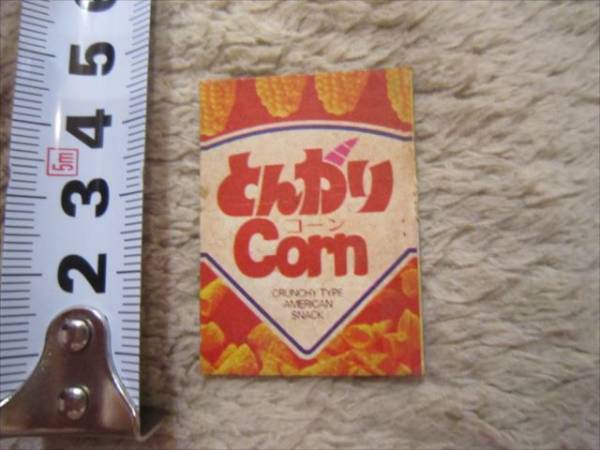 とんがり
コーン
Corn
CRUNCHY TYPE
AMERICAN
SNACK
5
4
5m
3
2